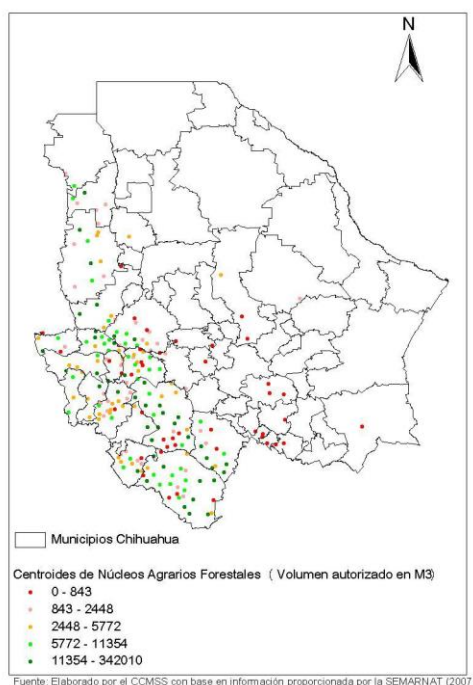 N
Municipios Chihuahua
Centroides de Núcleos Agrarios Forestales ( Volumen autorizado en M3)
0 - 843
843 - 2448
2448 - 5772
5772 - 11354
11354 - 342010
Fuente: Elaborado por el CCMSS con base en información proporcionada por la SEMARNAT (2007